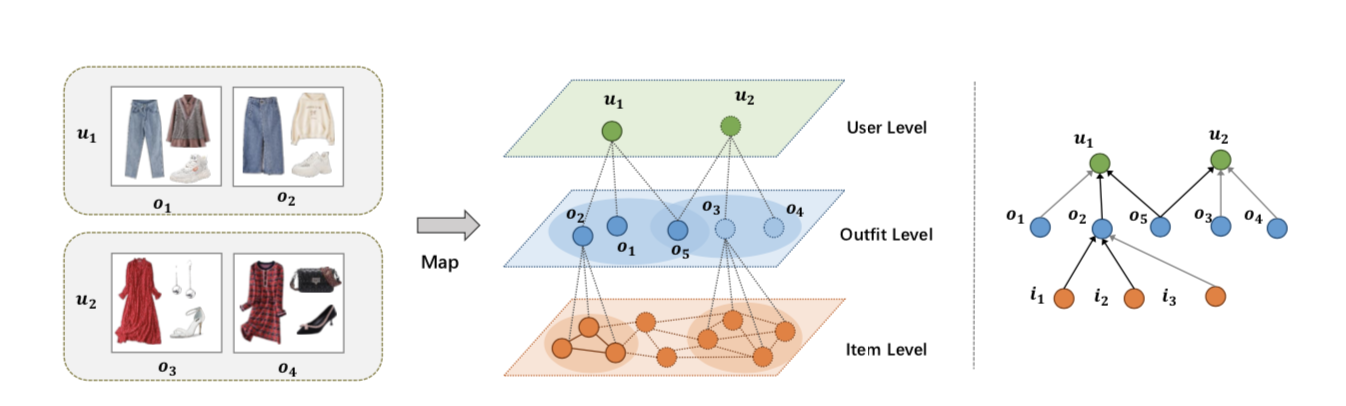 u₁
o₁
o₂
u₂
o₃
o₄
Map
u₁
u₂
User Level
o₂
o₁
o₅
o₃
o₄
Outfit Level
Item Level
u₁
u₂
o₁
o₂
o₅
o₃
o₄
i₁
i₂
i₃